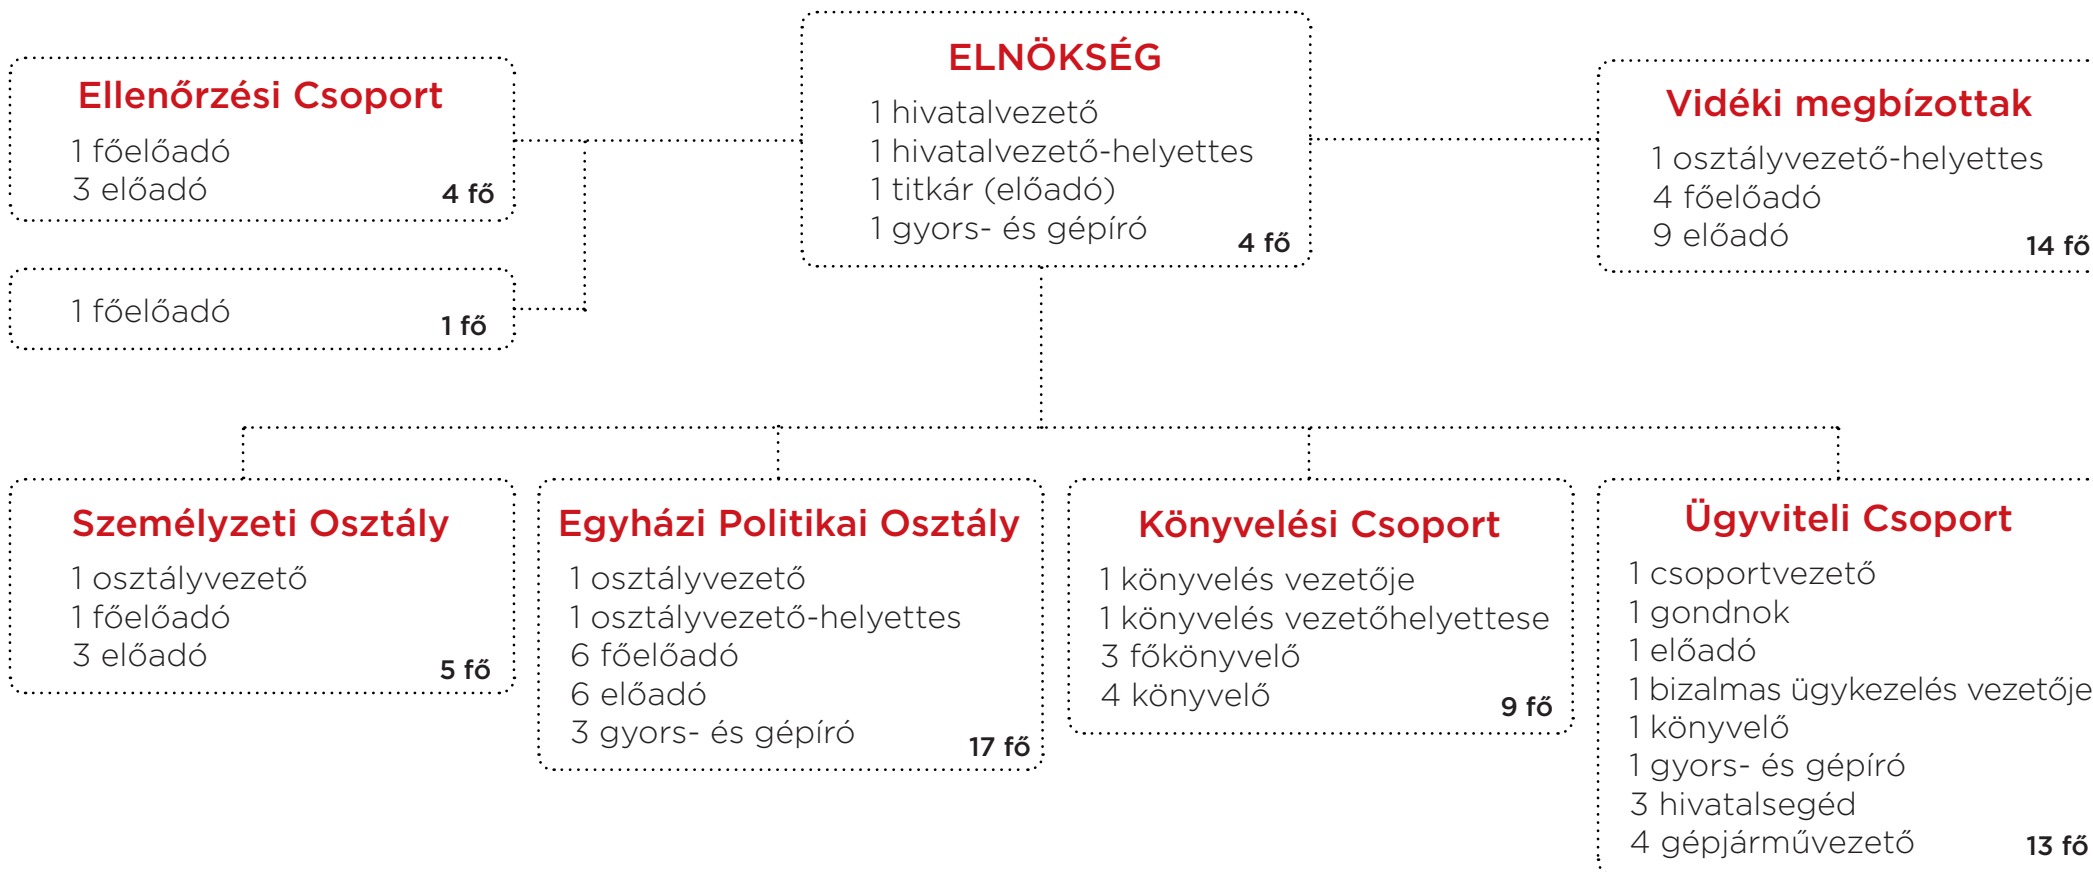 Ellenőrzési Csoport
1 főelőadó
3 előadó
4 fő
1 főelőadó
1 fő
ELNÖKSÉG
1 hivatalvezető
1 hivatalvezető-helyettes
1 titkár (előadó)
1 gyors- és gépíró
4 fő
Vidéki megbízottak
1 osztályvezető-helyettes
4 főelőadó
9 előadó
14 fő
Személyzeti Osztály
1 osztályvezető
1 főelőadó
3 előadó
5 fő
Egyházi Politikai Osztály
1 osztályvezető
1 osztályvezető-helyettes
6 főelőadó
6 előadó
3 gyors- és gépíró
17 fő
Könyvelési Csoport
1 könyvelés vezetője
1 könyvelés vezetőhelyettese
3 főkönyvelő
4 könyvelő
9 fő
Ügyviteli Csoport
1 csoportvezető
1 gondnok
1 előadó
1 bizalmas ügykezelés vezetője
1 könyvelő
1 gyors- és gépíró
3 hivatalsegéd
4 gépjárművezető
13 fő